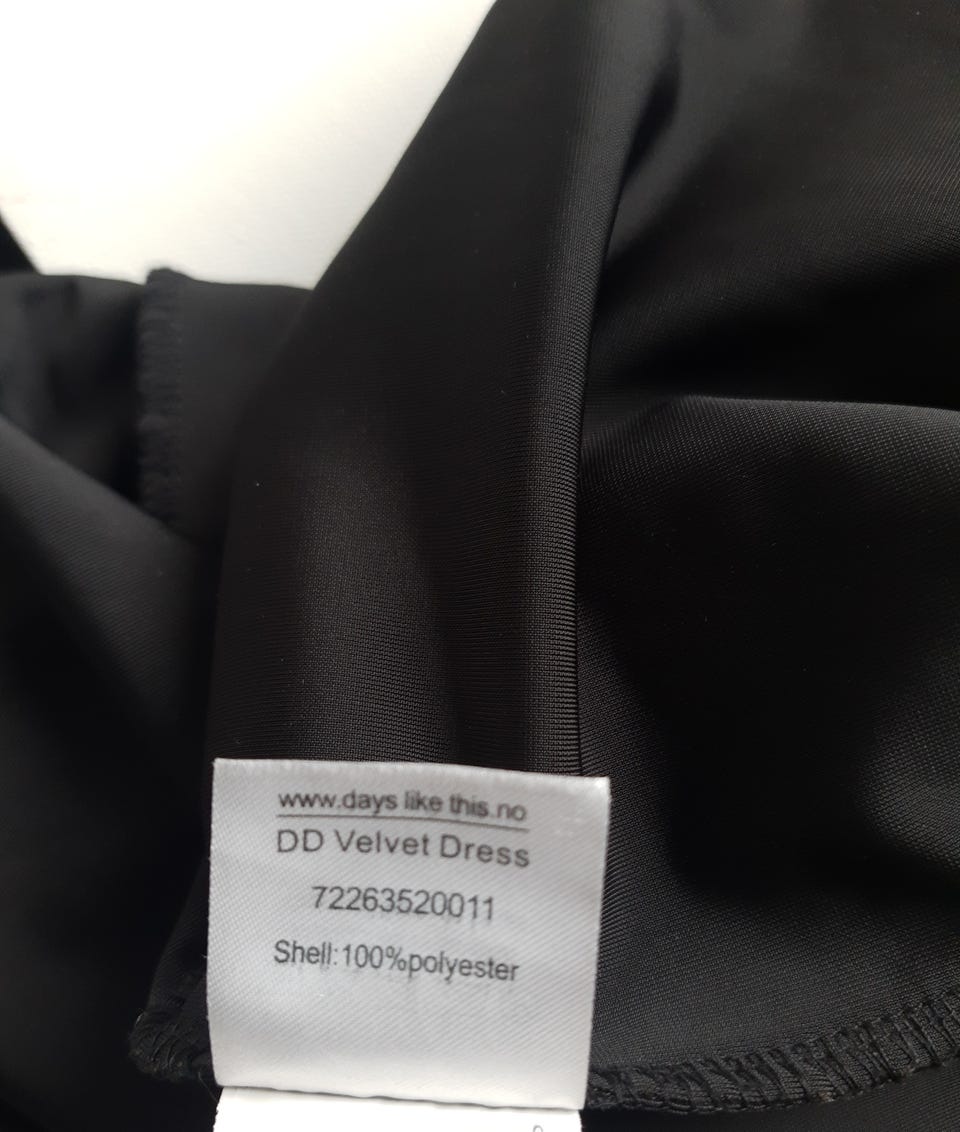 www.days like this.no
DD Velvet Dress
72263520011
Shell:100%polyester